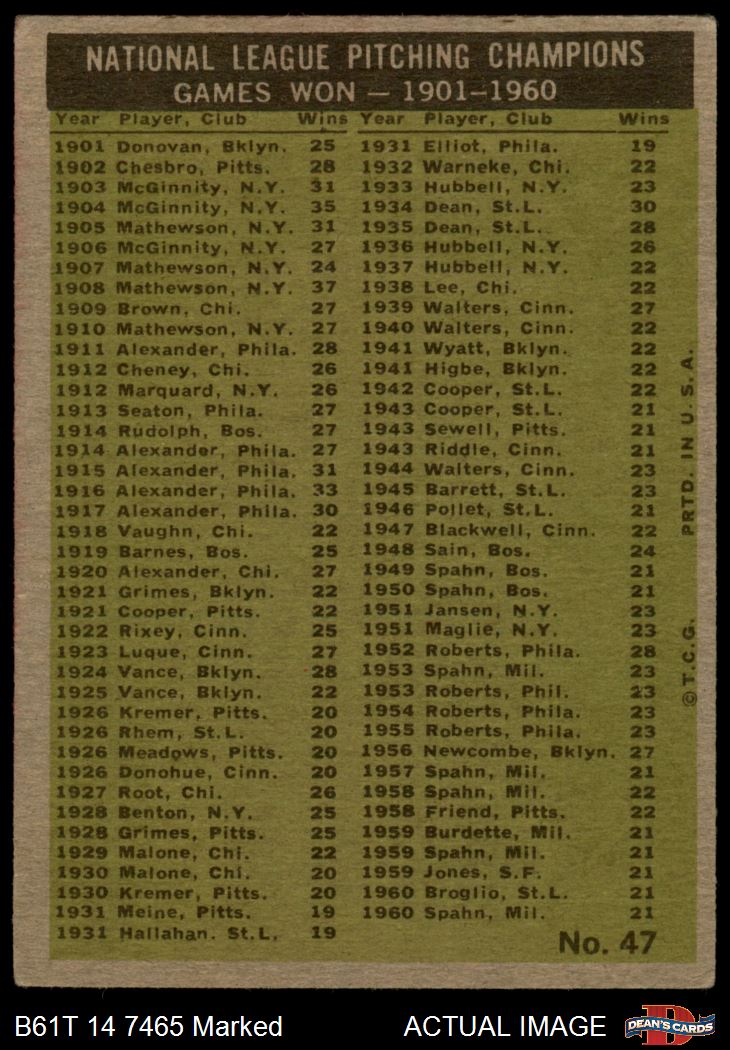 NATIONAL LEAGUE PITCHING CHAMPIONS
GAMES WON — 1901–1960
Year Player, Club Wins
1901 Donovan, Bklyn. 25
1902 Chesbro, Pitts. 28
1903 McGinnity, N.Y. 31
1904 McGinnity, N.Y. 35
1905 Mathewson, N.Y. 31
1906 McGinnity, N.Y. 27
1907 Mathewson, N.Y. 24
1908 Mathewson, N.Y. 37
1909 Brown, Chi. 27
1910 Mathewson, N.Y. 27
1911 Alexander, Phila. 28
1912 Cheney, Chi. 26
1912 Marquard, N.Y. 26
1913 Seaton, Phila. 27
1914 Rudolph, Bos. 27
1914 Alexander, Phila. 27
1915 Alexander, Phila. 31
1916 Alexander, Phila. 33
1917 Alexander, Phila. 30
1918 Vaughn, Chi. 22
1919 Barnes, Bos. 25
1920 Alexander, Chi. 27
1921 Grimes, Bklyn. 22
1921 Cooper, Pitts. 22
1922 Rixey, Cinn. 25
1923 Luque, Cinn. 27
1924 Vance, Bklyn. 28
1925 Vance, Bklyn. 22
1926 Kremer, Pitts. 20
1926 Rhem, St.L. 20
1926 Meadows, Pitts. 20
1926 Donohue, Cinn. 20
1927 Root, Chi. 26
1928 Benton, N.Y. 25
1928 Grimes, Pitts. 25
1929 Malone, Chi. 22
1930 Malone, Chi. 20
1930 Kremer, Pitts. 20
1931 Meine, Pitts. 19
1931 Hallahan. St.L. 19
Year Player, Club Wins
1931 Elliot, Phila. 19
1932 Warneke, Chi. 22
1933 Hubbell, N.Y. 23
1934 Dean, St.L. 30
1935 Dean, St.L. 28
1936 Hubbell, N.Y. 26
1937 Hubbell, N.Y. 22
1938 Lee, Chi. 22
1939 Walters, Cinn. 27
1940 Walters, Cinn. 22
1941 Wyatt, Bklyn. 22
1941 Higbe, Bklyn. 22
1942 Cooper, St.L. 22
1943 Cooper, St.L. 21
1943 Sewell, Pitts. 21
1943 Riddle, Cinn. 21
1944 Walters, Cinn. 23
1945 Barrett, St.L. 23
1946 Pollet, St.L. 21
1947 Blackwell, Cinn. 22
1948 Sain, Bos. 24
1949 Spahn, Bos. 21
1950 Spahn, Bos. 21
1951 Jansen, N.Y. 23
1951 Maglie, N.Y. 23
1952 Roberts, Phila. 28
1953 Spahn, Mil. 23
1953 Roberts, Phil. 23
1954 Roberts, Phila. 23
1955 Roberts, Phila. 23
1956 Newcombe, Bklyn. 27
1957 Spahn, Mil. 21
1958 Spahn, Mil. 22
1958 Friend, Pitts. 22
1959 Burdette, Mil. 21
1959 Spahn, Mil. 21
1959 Jones, S.F. 21
1960 Broglio, St.L. 21
1960 Spahn, Mil. 21
No. 47
©T.C.G. PRTD. IN U.S.A.
B61T 14 7465 Marked
ACTUAL IMAGE
DEAN'S CARDS